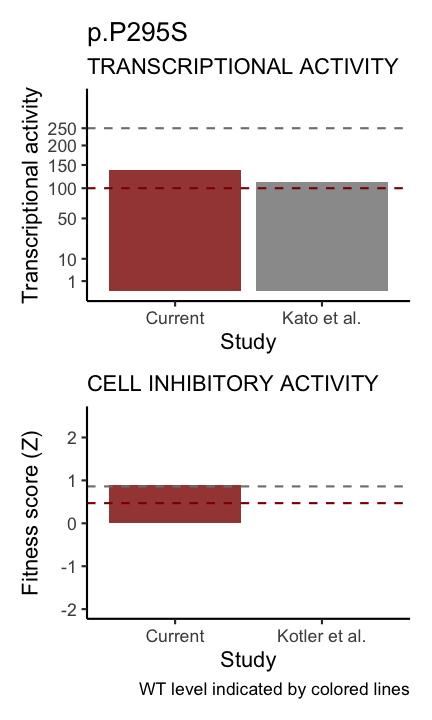 p.P295S
TRANSCRIPTIONAL ACTIVITY
Transcriptional activity
250
200
150
100
50
10
1
Current
Kato et al.
Study
CELL INHIBITORY ACTIVITY
Fitness score (Z)
2
1
0
-1
-2
Current
Kotler et al.
Study
WT level indicated by colored lines